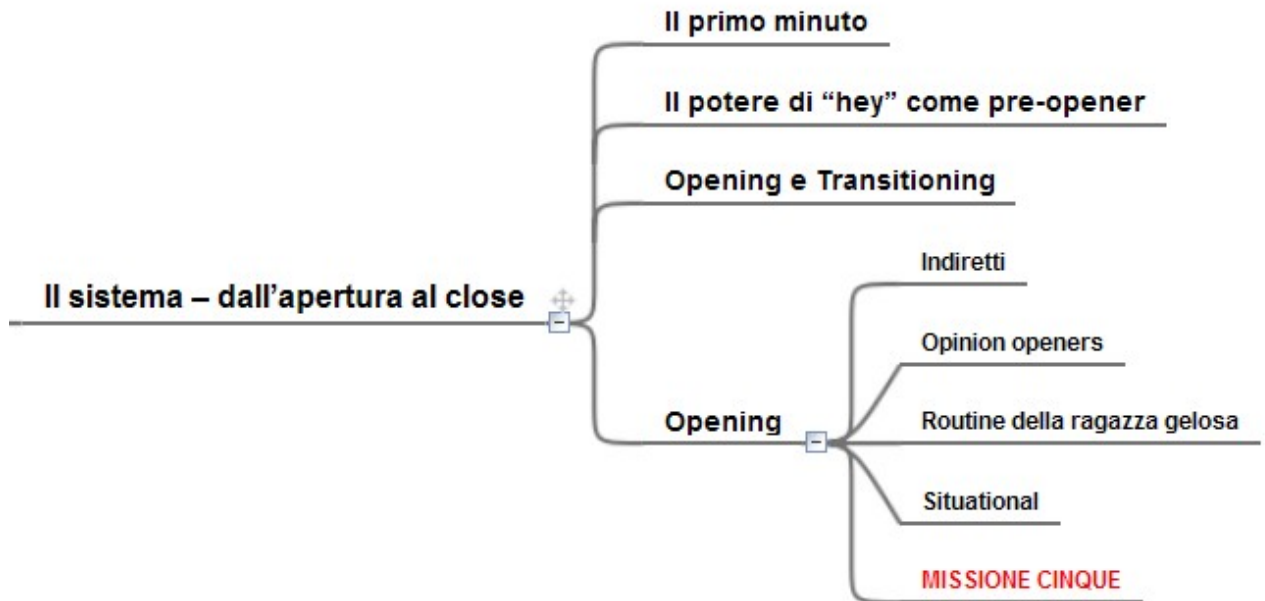 Il primo minuto
Il potere di “hey” come pre-opener
Opening e Transitioning
Il sistema – dall’apertura al close
Opening
Indiretti
Opinion openers
Routine della ragazza gelosa
Situational
MISSIONE CINQUE